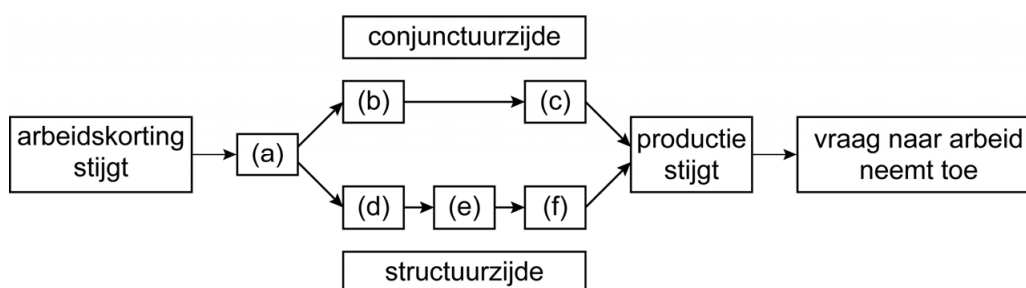 conjunctuurzijde
(b)
(c)
arbeidskorting
stijgt
(a)
productie
stijgt
vraag naar arbeid
neemt toe
(d)
(e)
(f)
structuurzijde